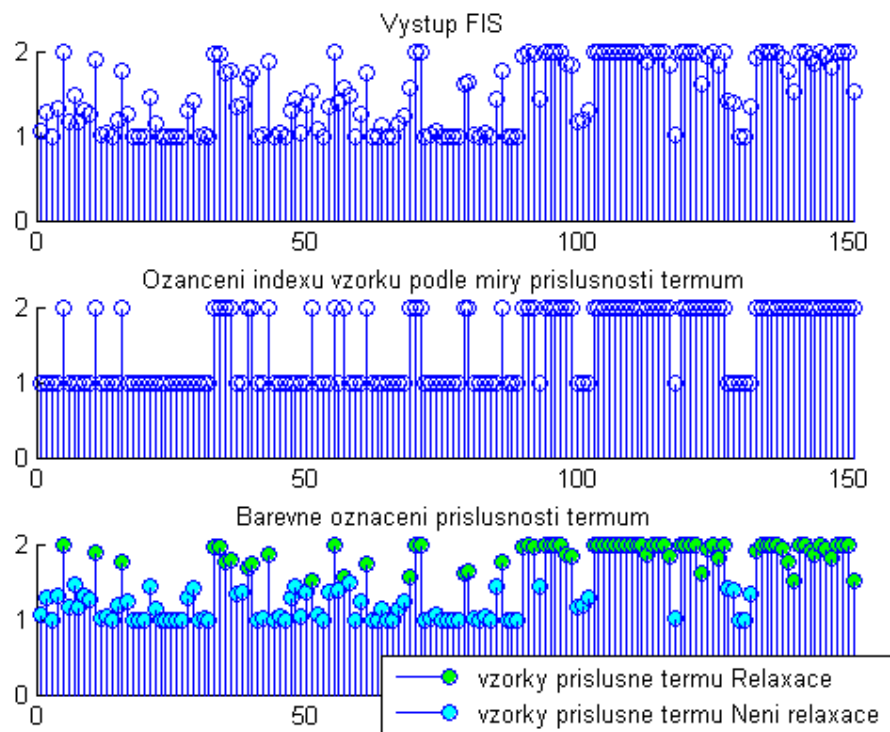 Vystup FIS
2
1
0
0 50 100 150
Ozanceni indexu vzorku podle miry prislusnosti termum
2
1
0
0 50 100 150
Barevne oznaceni prislusnosti termum
2
1
0
0 50
vzorky prislusne termu Relaxace
vzorky prislusne termu Neni relaxace